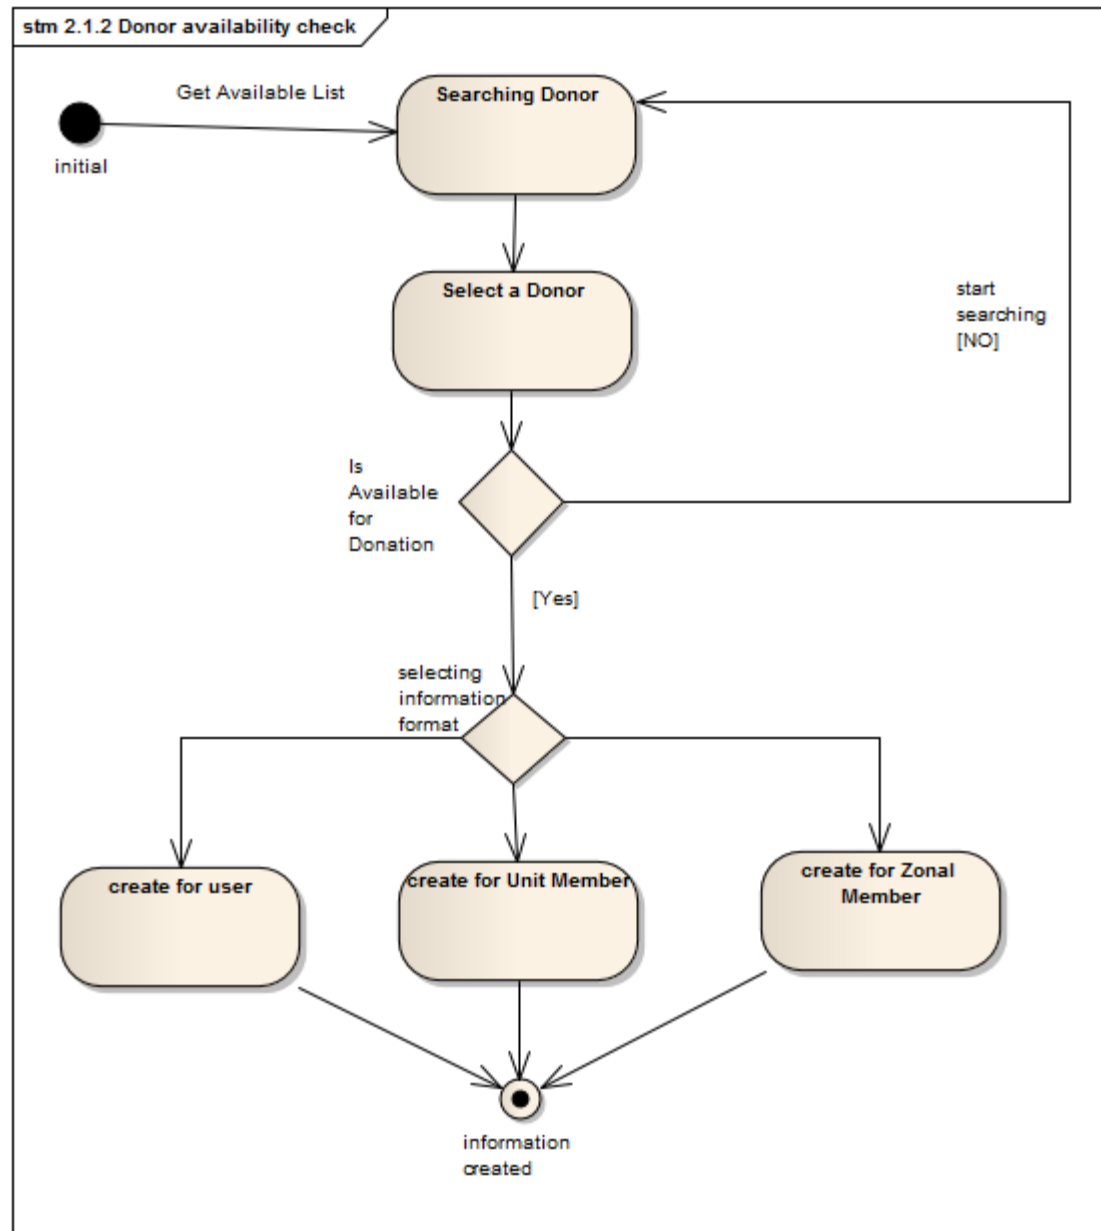 stm 2.1.2 Donor availability check
Get Available List
initial
Searching Donor
Select a Donor
start
searching
[NO]
Is
Available
for
Donation
[Yes]
selecting
information
format
create for user
create for Unit Member
create for Zonal
Member
information
created